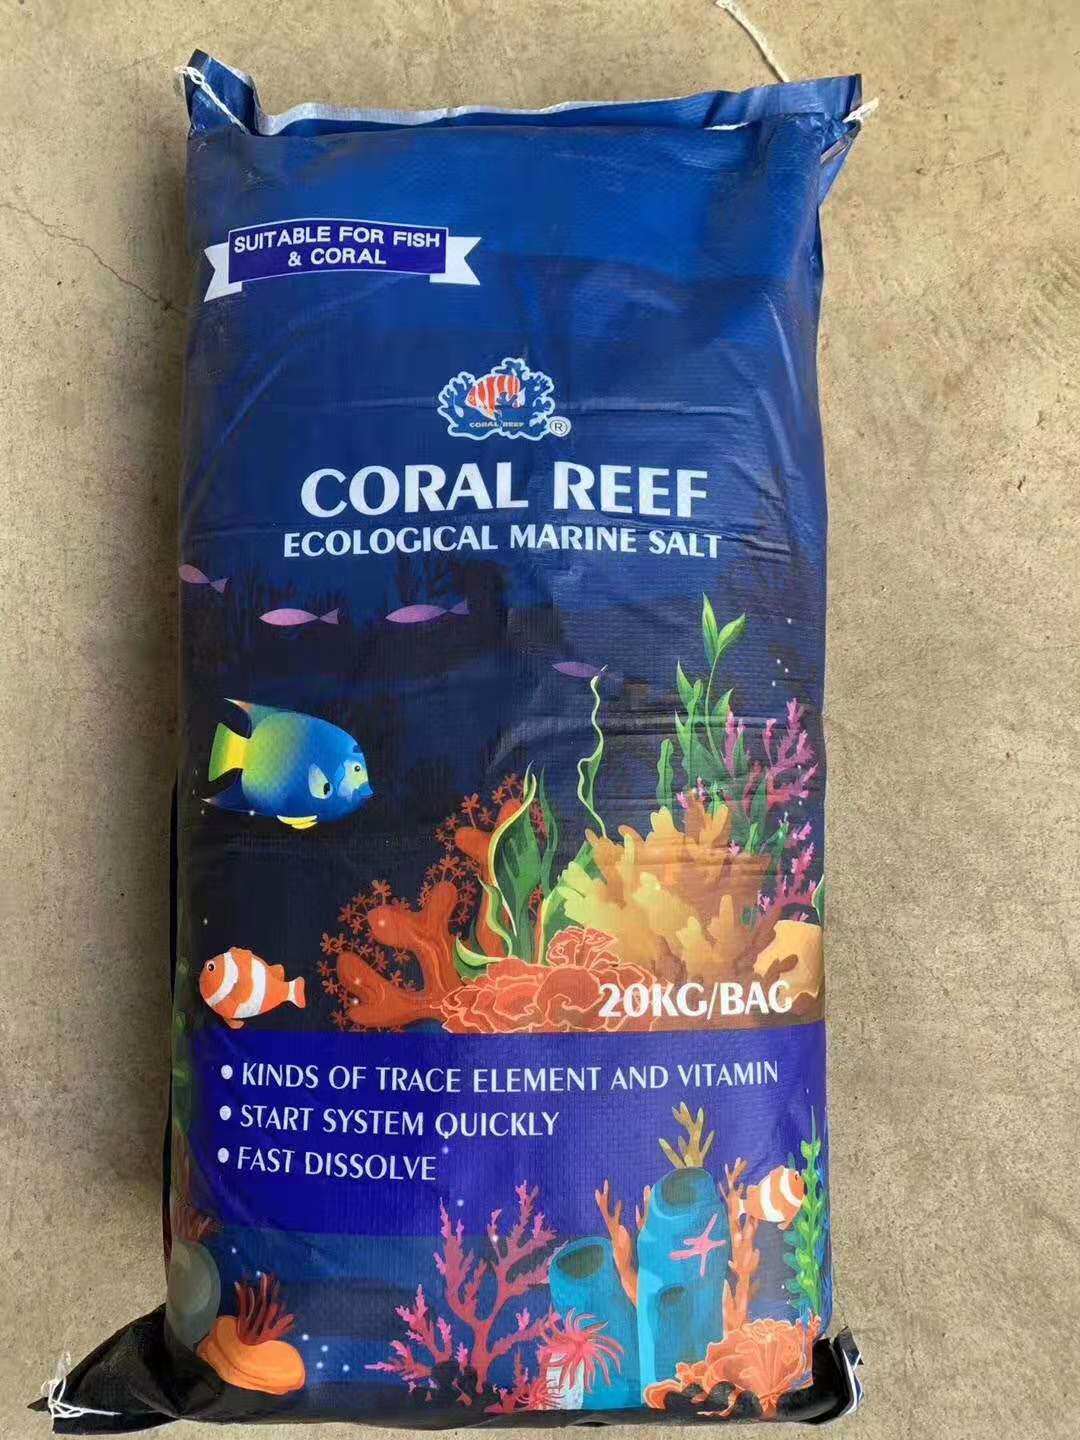 SUITABLE FOR FISH
& CORAL
CORAL REEF
®
CORAL REEF
ECOLOGICAL MARINE SALT
20KG/BAG
• KINDS OF TRACE ELEMENT AND VITAMIN
• START SYSTEM QUICKLY
• FAST DISSOLVE